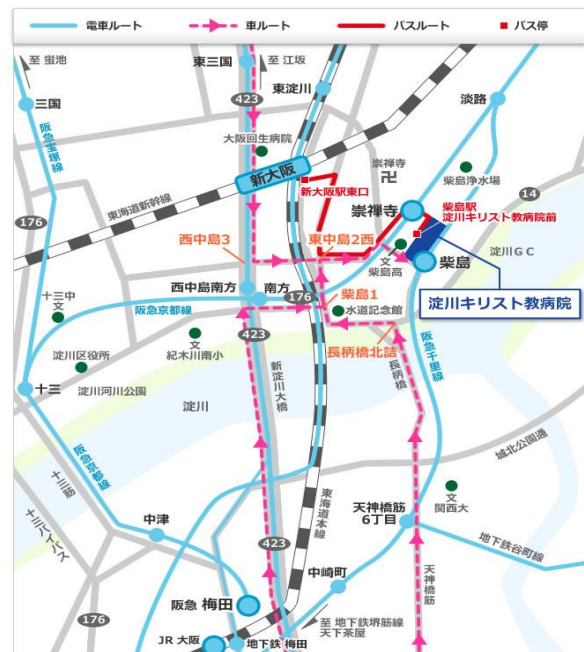 電車ルート
車ルート
バスルート
バス停
至 蛍池
東三国
至 江坂
三国
423
東淀川
淡路
阪急宝塚線
大阪回生病院
新大阪
崇禅寺
卍
柴島浄水場
新大阪駅東口
176
東海道新幹線
崇禅寺
柴島駅
淀川キリスト教病院前
14
西中島3
東中島2西
文
柴島高
淀川GC
柴島
西中島南方
南方
176
柴島1
淀川キリスト教病院
十三中
文
阪急京都線
水道記念館
423
淀川区役所
文
紀木川南小
長柄橋北詰
阪急千里線
淀川河川公園
新淀川大橋
長柄橋
十三
淀川
城北公園通
阪急京都線
十三筋
十三バイパス
東海道本線
文
関西大
中津
天神橋筋
6丁目
地下鉄谷町線
423
中崎町
天神橋筋
阪急 梅田
176
至 地下鉄堺筋線
天下茶屋
JR 大阪
地下鉄 梅田